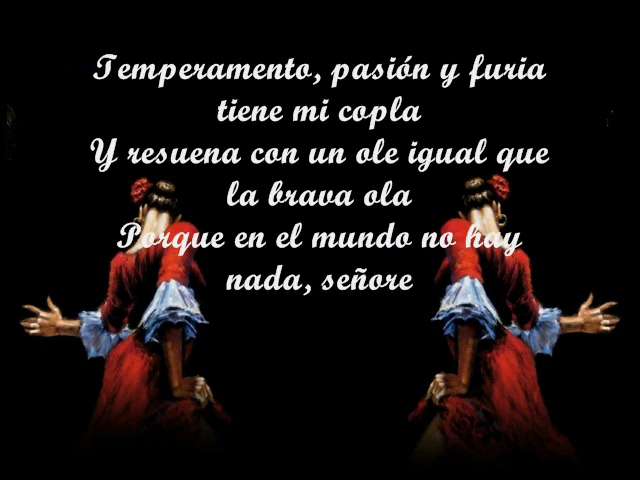 Temperamento, pasión y furia
tiene mi copla
Y resuena con un ole igual que
la brava ola
Porque en el mundo no hay
nada, señore